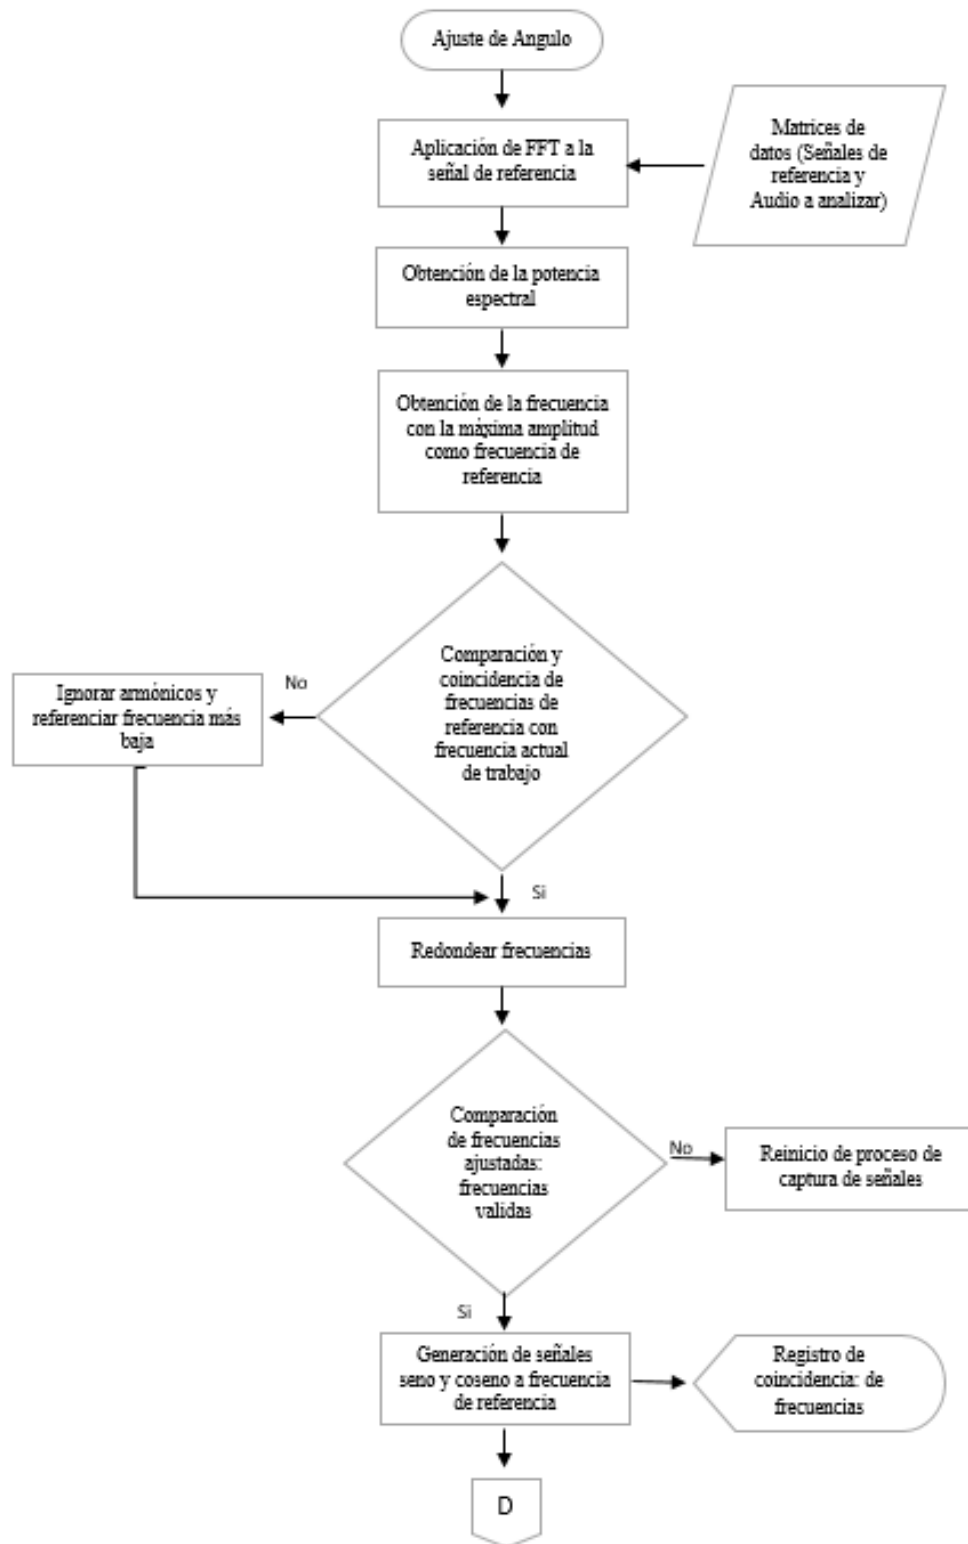 Ajuste de Angulo
Aplicación de FFT a la
señal de referencia
Matrices de
datos (Señales de
referencia y
Audio a analizar)
Obtención de la potencia
espectral
Obtención de la frecuencia
con la máxima amplitud
como frecuencia de
referencia
Comparación y
coincidencia de
frecuencias de
referencia con
frecuencia actual
de trabajo
No
Ignorar armónicos y
referenciar frecuencia más
baja
Si
Redondear frecuencias
Comparación
de frecuencias
ajustadas:
frecuencias
validas
No
Reinicio de proceso de
captura de señales
Si
Generación de señales
seno y coseno a frecuencia
de referencia
Registro de
coincidencia: de
frecuencias
D